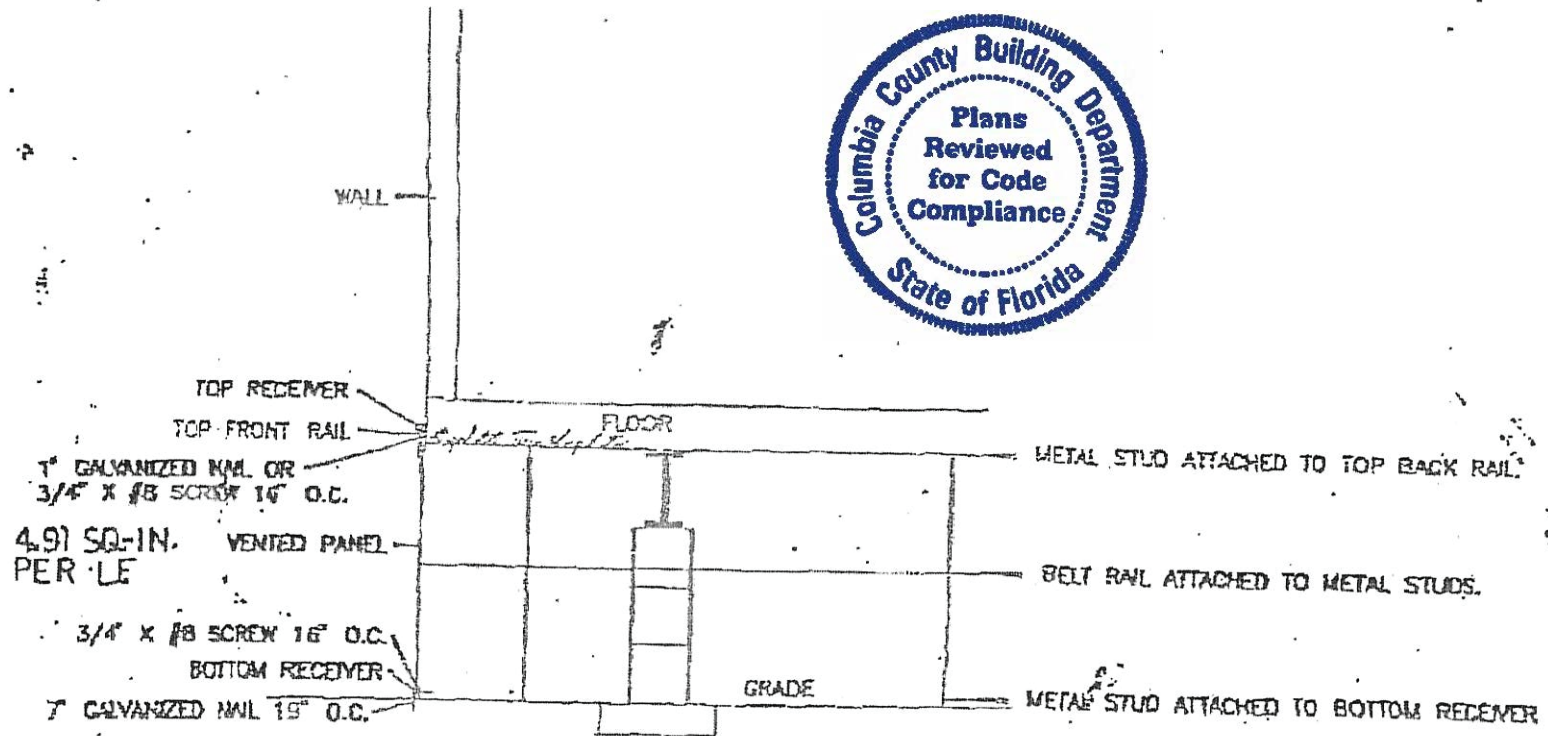 Columbia County Building Department
Plans
Reviewed
for Code
Compliance
State of Florida
WALL
TOP RECEIVER
TOP FRONT RAIL
FLOOR
1" GALVANIZED NAIL OR
3/4" X #8 SCREW 16" O.C.
METAL STUD ATTACHED TO TOP BACK RAIL.
4.91 SQ-IN.
PER LF
VENTED PANEL
BELT RAIL ATTACHED TO METAL STUDS.
3/4" X #8 SCREW 16" O.C.
BOTTOM RECEIVER
GRADE
7" GALVANIZED NAIL 19" O.C.
METAL STUD ATTACHED TO BOTTOM RECEIVER